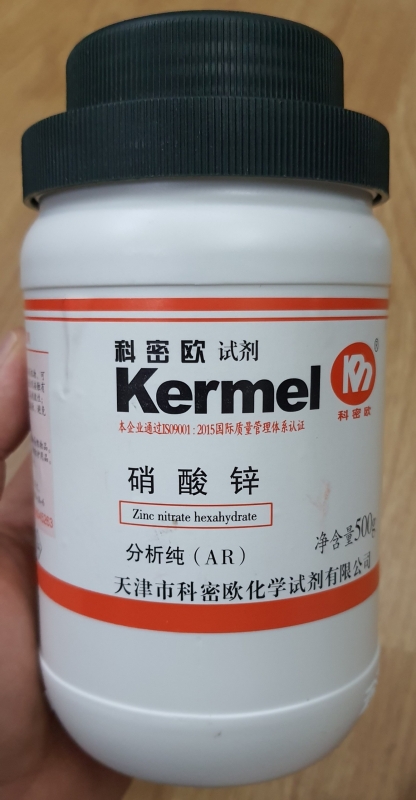 科密欧 试剂
Kermel
®
科密欧
本企业通过ISO9001:2015国际质量管理体系认证
硝酸锌
Zinc nitrate hexahydrate
净含量500g
分析纯(AR)
天津市科密欧化学试剂有限公司